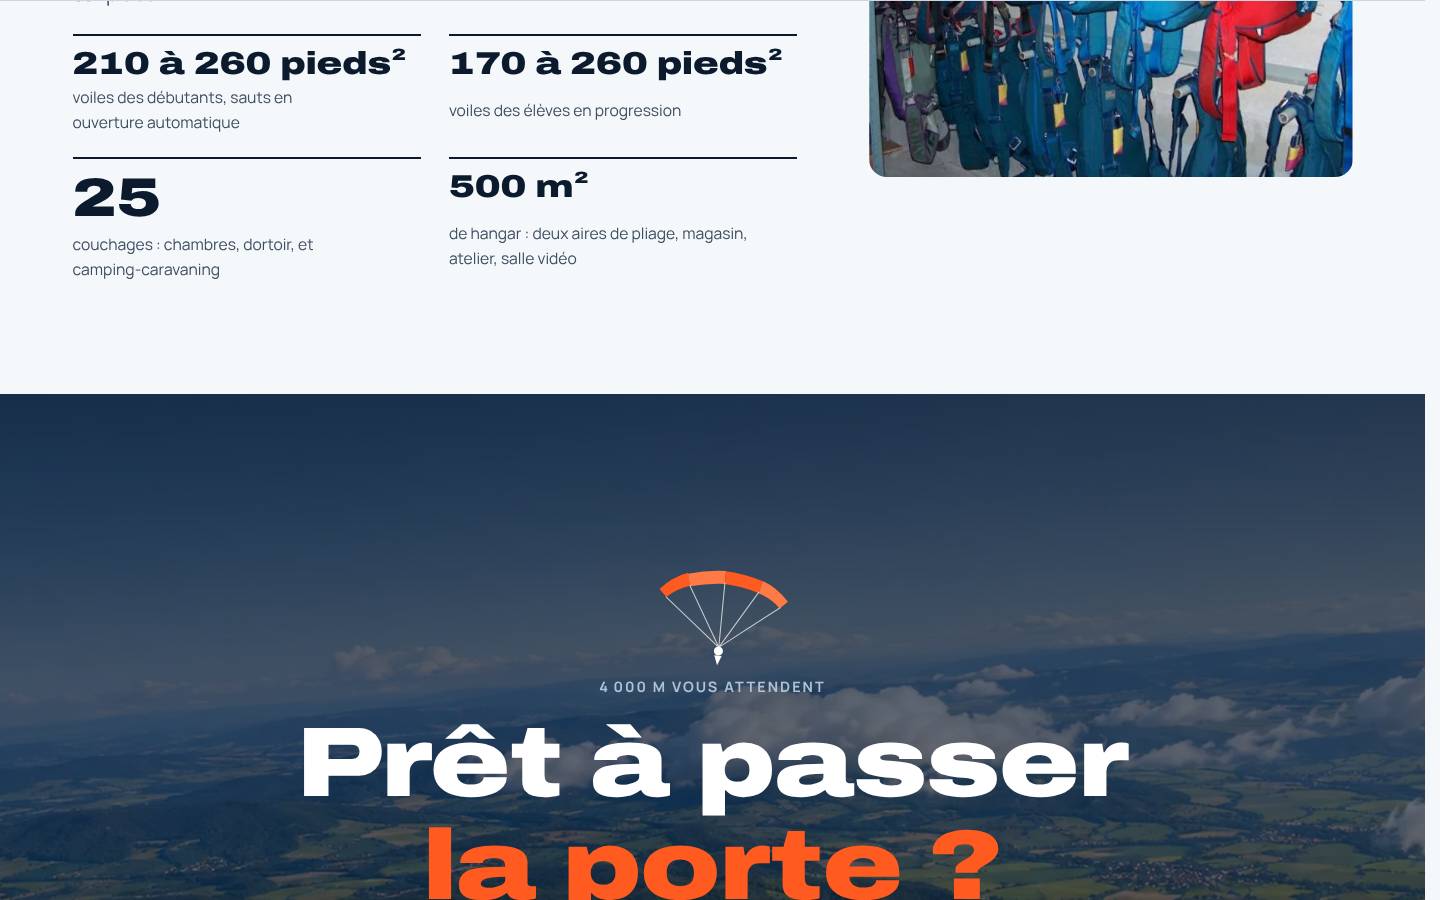 210 à 260 pieds²
voiles des débutants, sauts en
ouverture automatique
170 à 260 pieds²
voiles des élèves en progression
25
couchages : chambres, dortoir, et
camping-caravaning
500 m²
de hangar : deux aires de pliage, magasin,
atelier, salle vidéo
4 000 M VOUS ATTENDENT
Prêt à passer
la porte ?